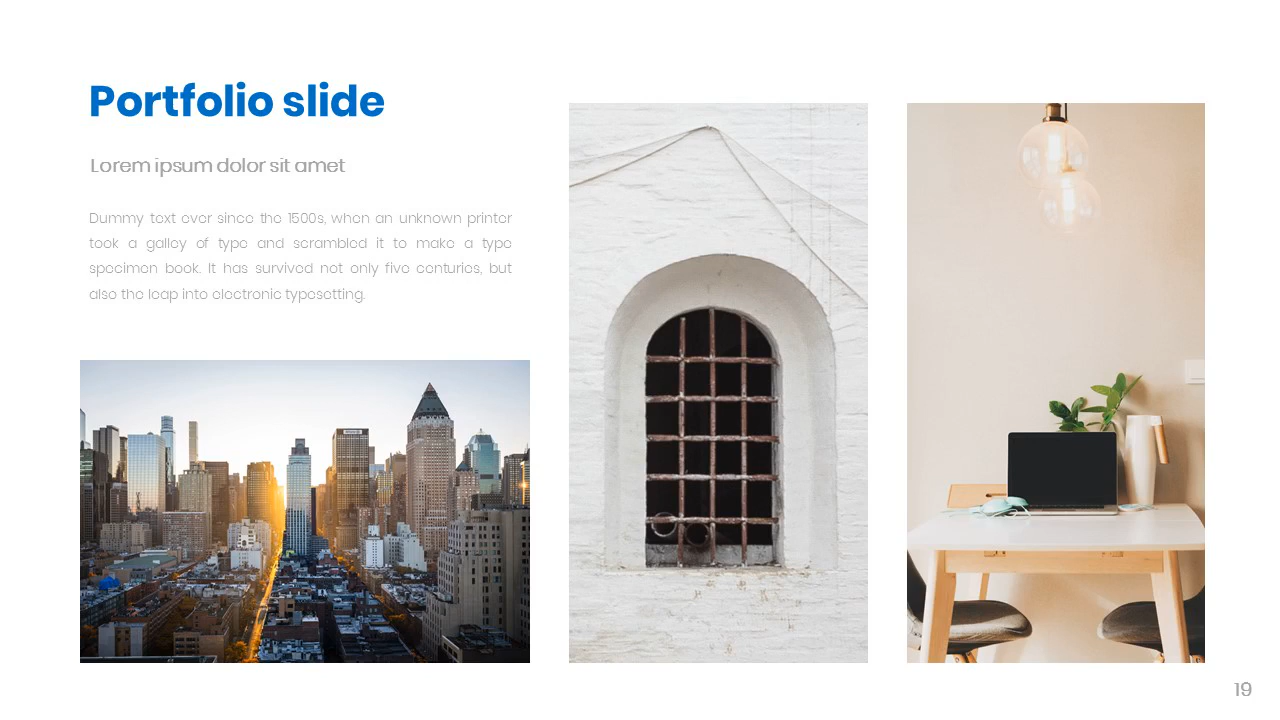 Portfolio slide
Lorem ipsum dolor sit amet
Dummy text ever since the 1500s, when an unknown printer
took a galley of type and scrambled it to make a type
specimen book. It has survived not only five centuries, but
also the leap into electronic typesetting.
19